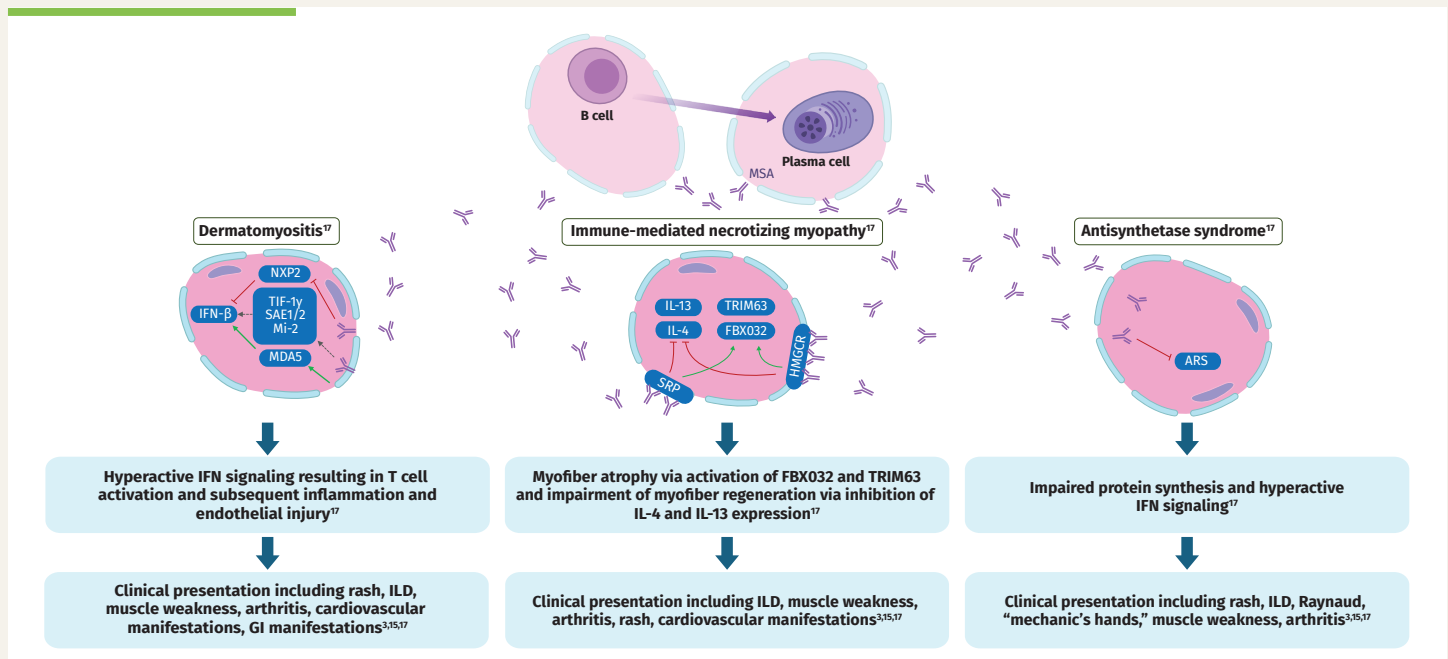 B cell
Plasma cell
MSA
Dermatomyositis17
Immune-mediated necrotizing myopathy17
Antisynthetase syndrome17
NXP2
IFN-β
TIF-1γ
SAE1/2
Mi-2
MDA5
IL-13
TRIM63
IL-4
FBX032
SRP
HMGCR
ARS
Hyperactive IFN signaling resulting in T cell
activation and subsequent inflammation and
endothelial injury17
Myofiber atrophy via activation of FBX032 and TRIM63
and impairment of myofiber regeneration via inhibition of
IL-4 and IL-13 expression17
Impaired protein synthesis and hyperactive
IFN signaling17
Clinical presentation including rash, ILD,
muscle weakness, arthritis, cardiovascular
manifestations, GI manifestations3,15,17
Clinical presentation including ILD, muscle weakness,
arthritis, rash, cardiovascular manifestations3,15,17
Clinical presentation including rash, ILD, Raynaud,
“mechanic’s hands,” muscle weakness, arthritis3,15,17